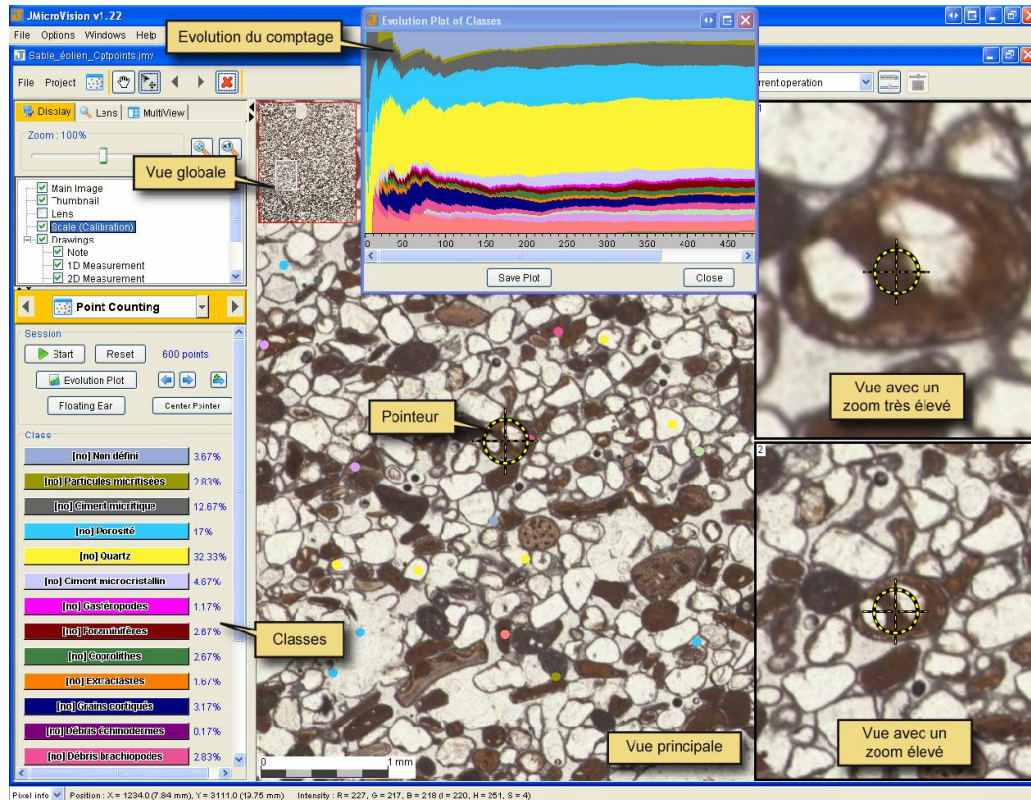 JMicroVision v1.22
File Options Windows Help
Sable_éolien_Cptpoints.jmv
File Project
Display
Lens
MultiView
Zoom: 100%
Main Image
Thumbnail
Lens
Scale (Calibration)
Drawings
Note
1D Measurement
2D Measurement
Point Counting
Session
Start
Reset
600 points
Evolution Plot
Floating Bar
Center Pointer
Class
[no] Non défini 3.67%
[no] Particules micritisées 2.83%
[no] Ciment micritique 12.67%
[no] Porosité 17%
[no] Quartz 32.33%
[no] Ciment microcristallin 4.67%
[no] Gastéropodes 1.17%
[no] Foraminifères 2.67%
[no] Coprolithes 2.67%
[no] Extraclastes 1.67%
[no] Grains cortiqués 3.17%
[no] Débris échinodermes 0.17%
[no] Débris brachiopodes 2.83%
Evolution du comptage
Vue globale
Evolution Plot of Classes
0 50 100 150 200 250 300 350 400 450
Save Plot
Close
Pointeur
Classes
Vue principale
0 1 mm
rrent operation
1
Vue avec un
zoom très élevé
2
Vue avec un
zoom élevé
Pixel info Position : X = 1234.0 (7.84 mm), Y = 3111.0 (19.75 mm) Intensity : R = 227, G = 217, B = 218 (I = 220, H = 251, S = 4)